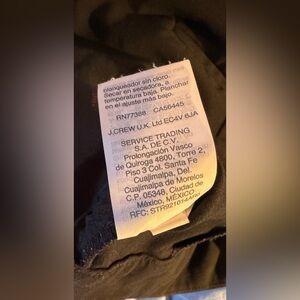 blanqueador sin cloro.
Secar en secadora, a
temperatura baja. Planchar
en el ajuste más bajo.
RN77388 CA56445
J.CREW U.K. Ltd EC4V 6JA
SERVICE TRADING
S.A. DE C.V.
Prolongación Vasco
de Quiroga 4800, Torre 2,
Piso 3 Col. Santa Fe
Cuajimalpa, Del.
Cuajimalpa de Morelos
C.P. 05348, Ciudad de
México, MÉXICO.
RFC: